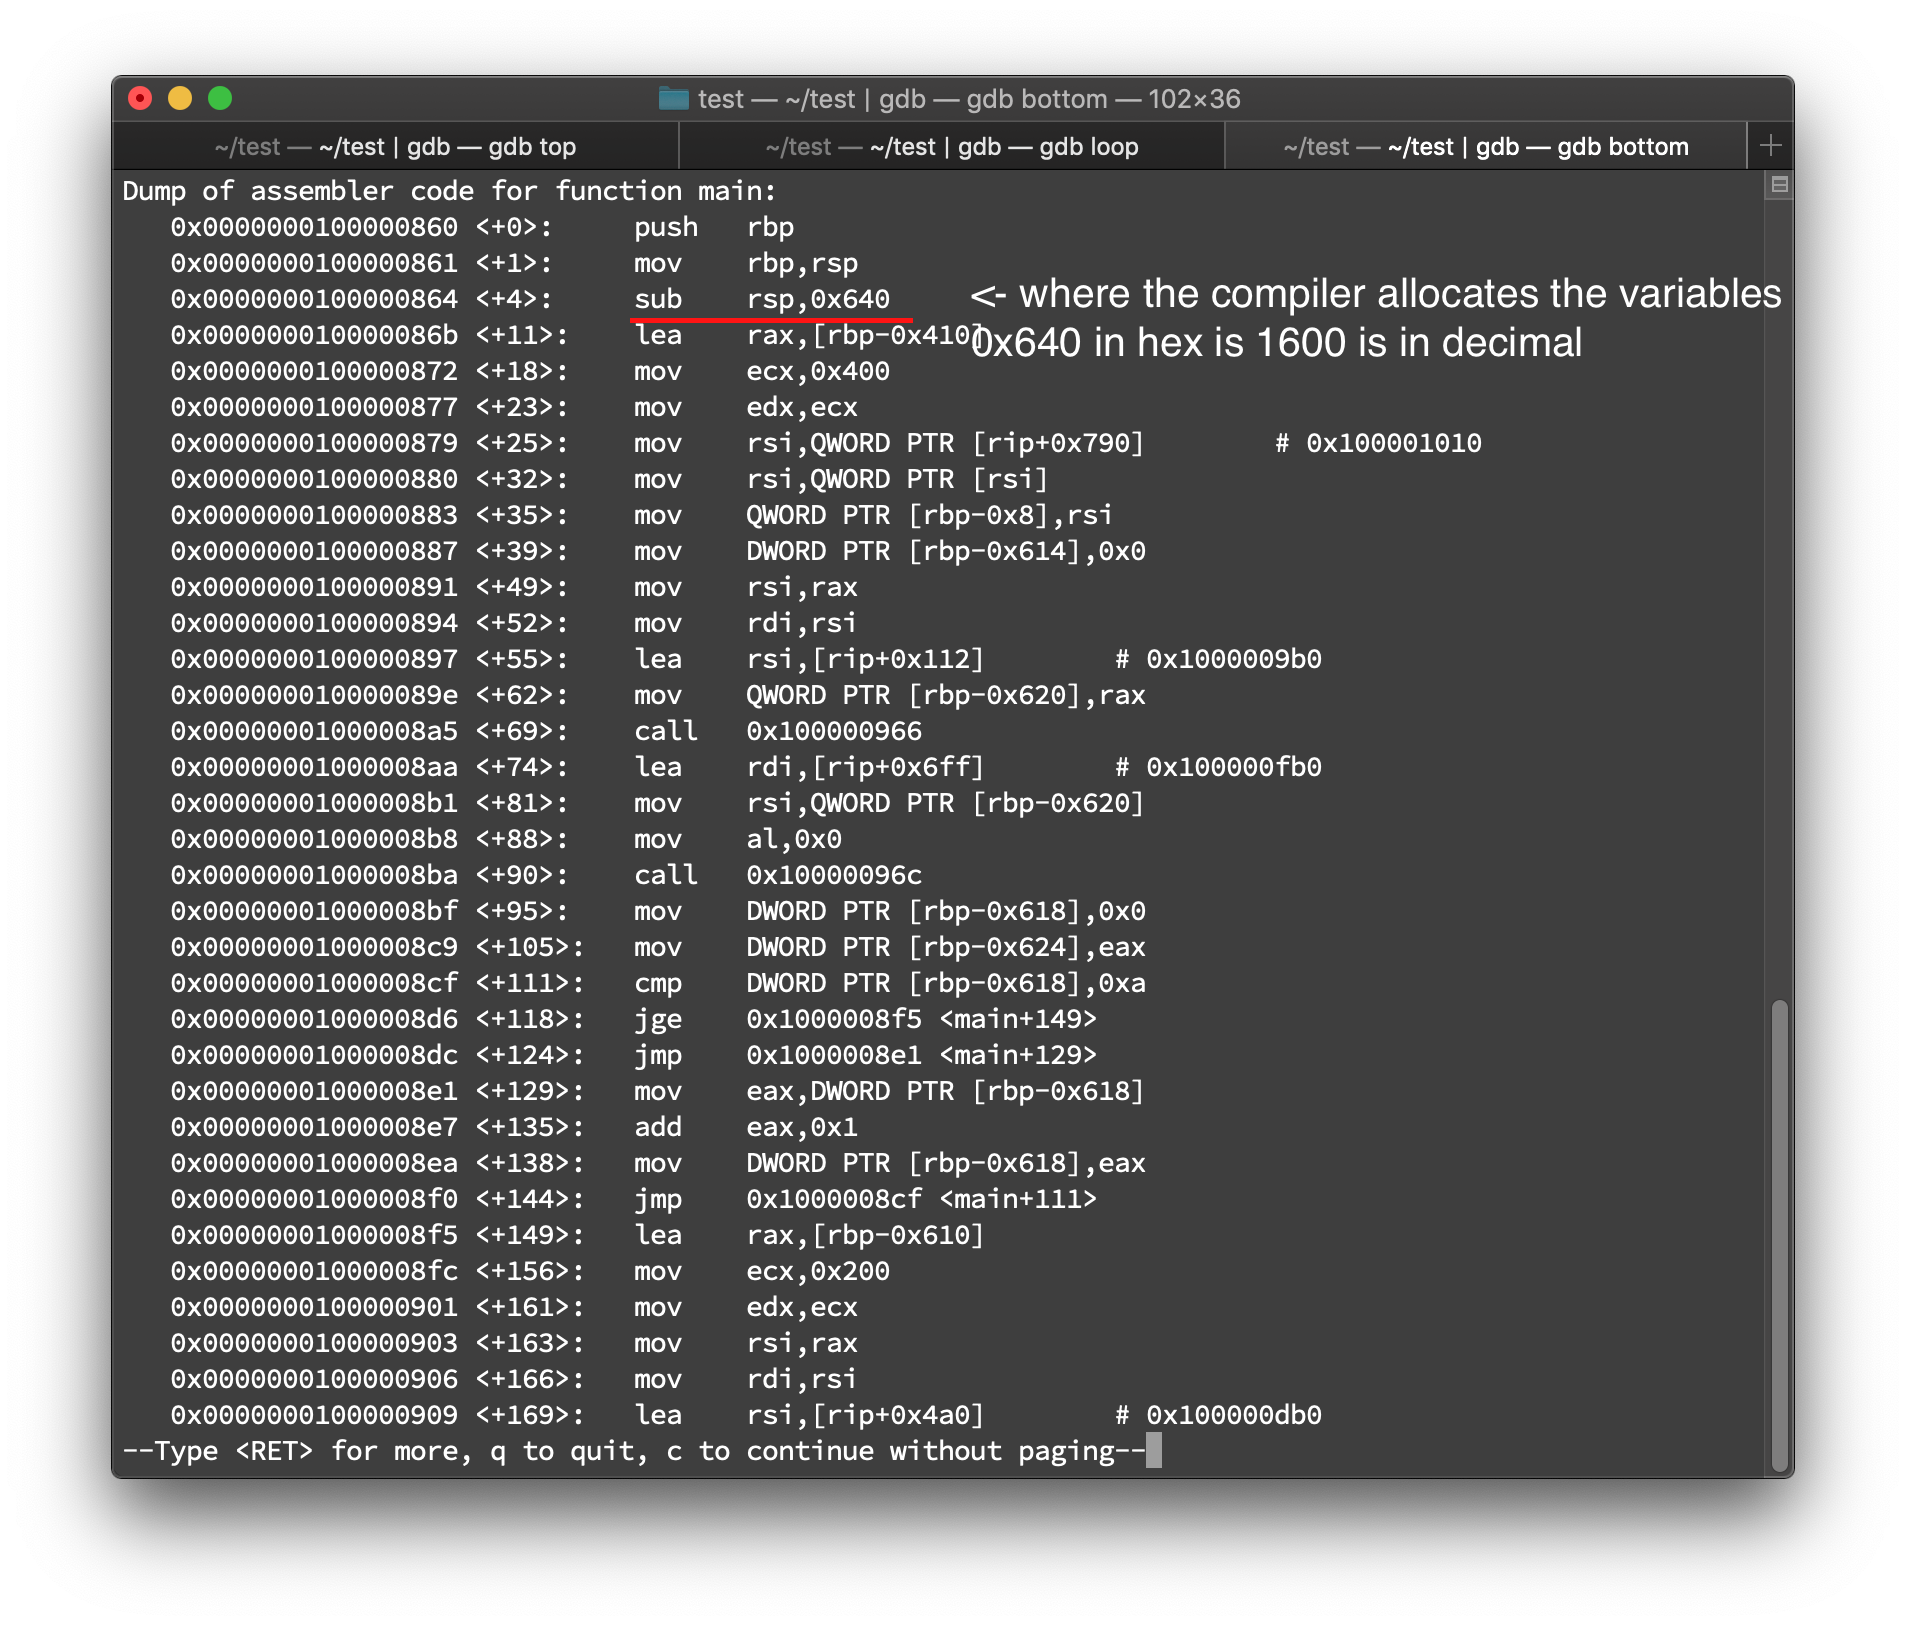 test — ~/test | gdb — gdb bottom — 102×36
~/test — ~/test | gdb — gdb top ~/test — ~/test | gdb — gdb loop ~/test — ~/test | gdb — gdb bottom +
Dump of assembler code for function main:
0x0000000100000860 <+0>: push rbp
0x0000000100000861 <+1>: mov rbp,rsp
0x0000000100000864 <+4>: sub rsp,0x640 <- where the compiler allocates the variables
0x000000010000086b <+11>: lea rax,[rbp-0x410] 0x640 in hex is 1600 is in decimal
0x0000000100000872 <+18>: mov ecx,0x400
0x0000000100000877 <+23>: mov edx,ecx
0x0000000100000879 <+25>: mov rsi,QWORD PTR [rip+0x790] # 0x100001010
0x0000000100000880 <+32>: mov rsi,QWORD PTR [rsi]
0x0000000100000883 <+35>: mov QWORD PTR [rbp-0x8],rsi
0x0000000100000887 <+39>: mov DWORD PTR [rbp-0x614],0x0
0x0000000100000891 <+49>: mov rsi,rax
0x0000000100000894 <+52>: mov rdi,rsi
0x0000000100000897 <+55>: lea rsi,[rip+0x112] # 0x1000009b0
0x000000010000089e <+62>: mov QWORD PTR [rbp-0x620],rax
0x00000001000008a5 <+69>: call 0x100000966
0x00000001000008aa <+74>: lea rdi,[rip+0x6ff] # 0x100000fb0
0x00000001000008b1 <+81>: mov rsi,QWORD PTR [rbp-0x620]
0x00000001000008b8 <+88>: mov al,0x0
0x00000001000008ba <+90>: call 0x10000096c
0x00000001000008bf <+95>: mov DWORD PTR [rbp-0x618],0x0
0x00000001000008c9 <+105>: mov DWORD PTR [rbp-0x624],eax
0x00000001000008cf <+111>: cmp DWORD PTR [rbp-0x618],0xa
0x00000001000008d6 <+118>: jge 0x1000008f5 <main+149>
0x00000001000008dc <+124>: jmp 0x1000008e1 <main+129>
0x00000001000008e1 <+129>: mov eax,DWORD PTR [rbp-0x618]
0x00000001000008e7 <+135>: add eax,0x1
0x00000001000008ea <+138>: mov DWORD PTR [rbp-0x618],eax
0x00000001000008f0 <+144>: jmp 0x1000008cf <main+111>
0x00000001000008f5 <+149>: lea rax,[rbp-0x610]
0x00000001000008fc <+156>: mov ecx,0x200
0x0000000100000901 <+161>: mov edx,ecx
0x0000000100000903 <+163>: mov rsi,rax
0x0000000100000906 <+166>: mov rdi,rsi
0x0000000100000909 <+169>: lea rsi,[rip+0x4a0] # 0x100000db0
--Type <RET> for more, q to quit, c to continue without paging--